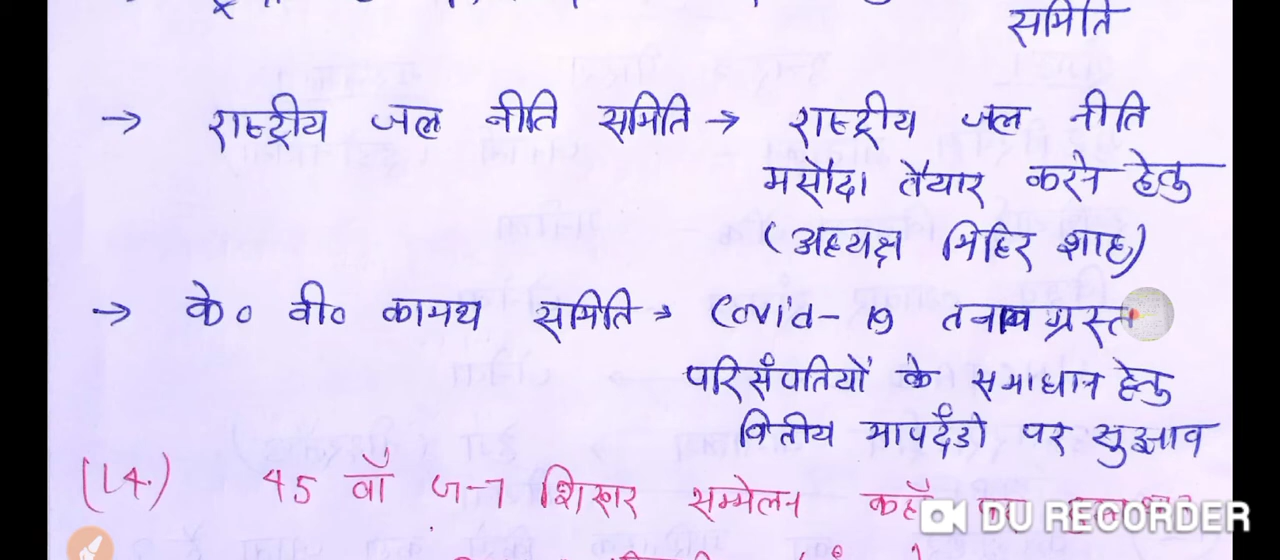 समिति
→ राष्ट्रीय जल नीति समिति → राष्ट्रीय जल नीति
मसौदा तैयार करने हेतु
(अध्यक्ष मिहिर शाह)
→ के० वी० कामथ समिति → Covid-19 तनाव ग्रस्त
परिसंपतियों के समाधान हेतु
वित्तीय मापदंडो पर सुझाव
(14.) 45 वाँ जी-7 शिखर सम्मेलन कहाँ
DU RECORDER